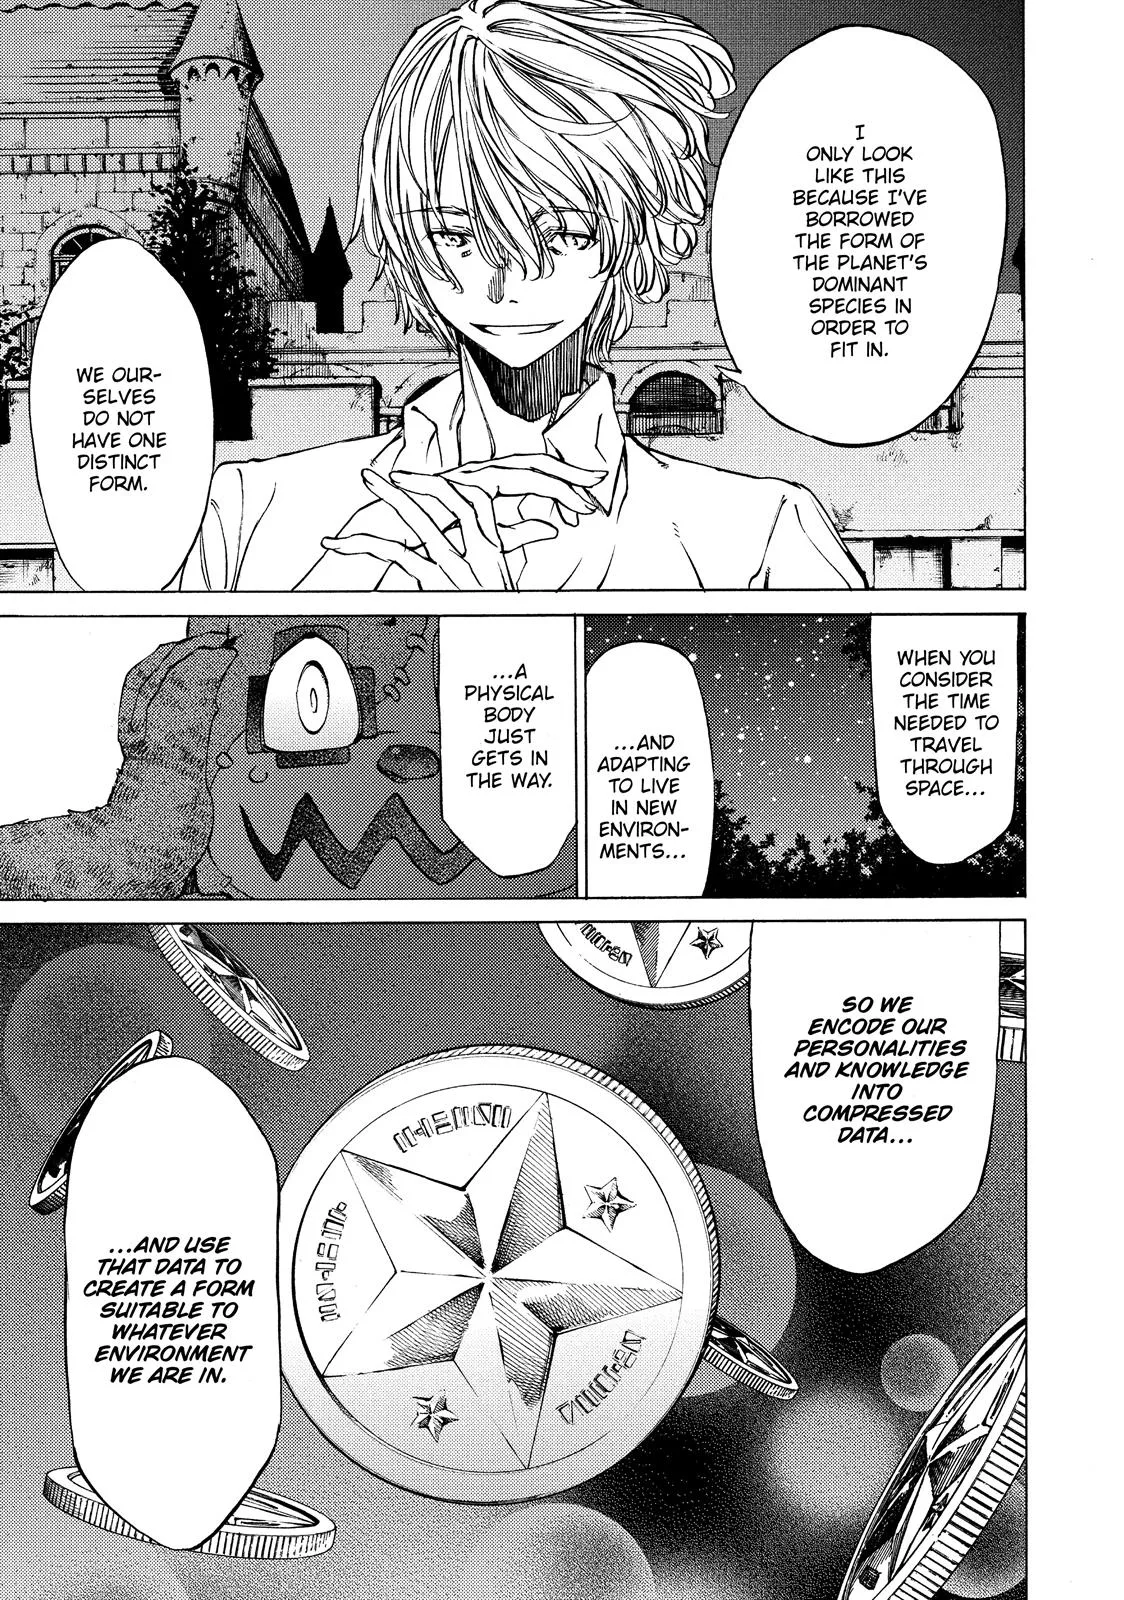 I
ONLY LOOK
LIKE THIS
BECAUSE I'VE
BORROWED
THE FORM OF
THE PLANET'S
DOMINANT
SPECIES IN
ORDER TO
FIT IN.
WE OUR-
SELVES
DO NOT
HAVE ONE
DISTINCT
FORM.
WHEN YOU
CONSIDER
THE TIME
NEEDED TO
TRAVEL
THROUGH
SPACE...
...AND
ADAPTING
TO LIVE
IN NEW
ENVIRON-
MENTS...
...A
PHYSICAL
BODY
JUST
GETS IN
THE WAY.
SO WE
ENCODE OUR
PERSONALITIES
AND KNOWLEDGE
INTO
COMPRESSED
DATA...
...AND USE
THAT DATA TO
CREATE A FORM
SUITABLE TO
WHATEVER
ENVIRONMENT
WE ARE IN.